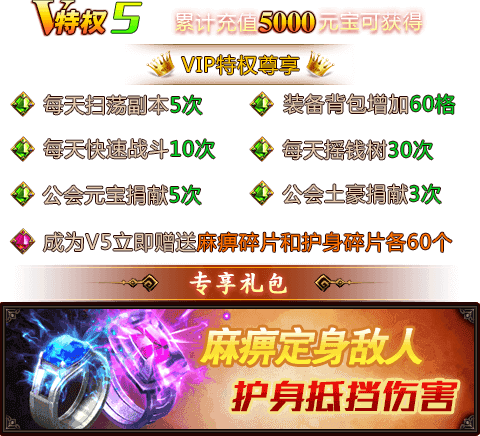 V特权5 累计充值5000元宝可获得
VIP特权尊享
每天扫荡副本5次 装备背包增加60格
每天快速战斗10次 每天摇钱树30次
公会元宝捐献5次 公会土豪捐献3次
成为V5立即赠送麻痹碎片和护身碎片各60个
专享礼包
麻痹定身敌人
护身抵挡伤害